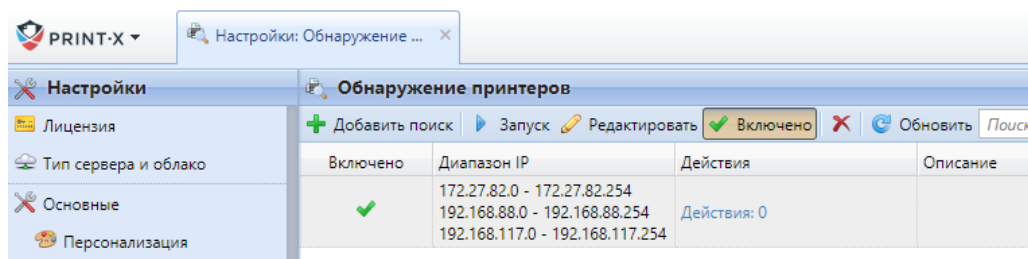 PRINT·X Настройки: Обнаружение ...
Настройки Обнаружение принтеров
Лицензия Добавить поиск Запуск Редактировать Включено Обновить Поиск
Тип сервера и облако Включено Диапазон IP Действия Описание
172.27.82.0 - 172.27.82.254
Основные 192.168.88.0 - 192.168.88.254 Действия: 0
192.168.117.0 - 192.168.117.254
Персонализация